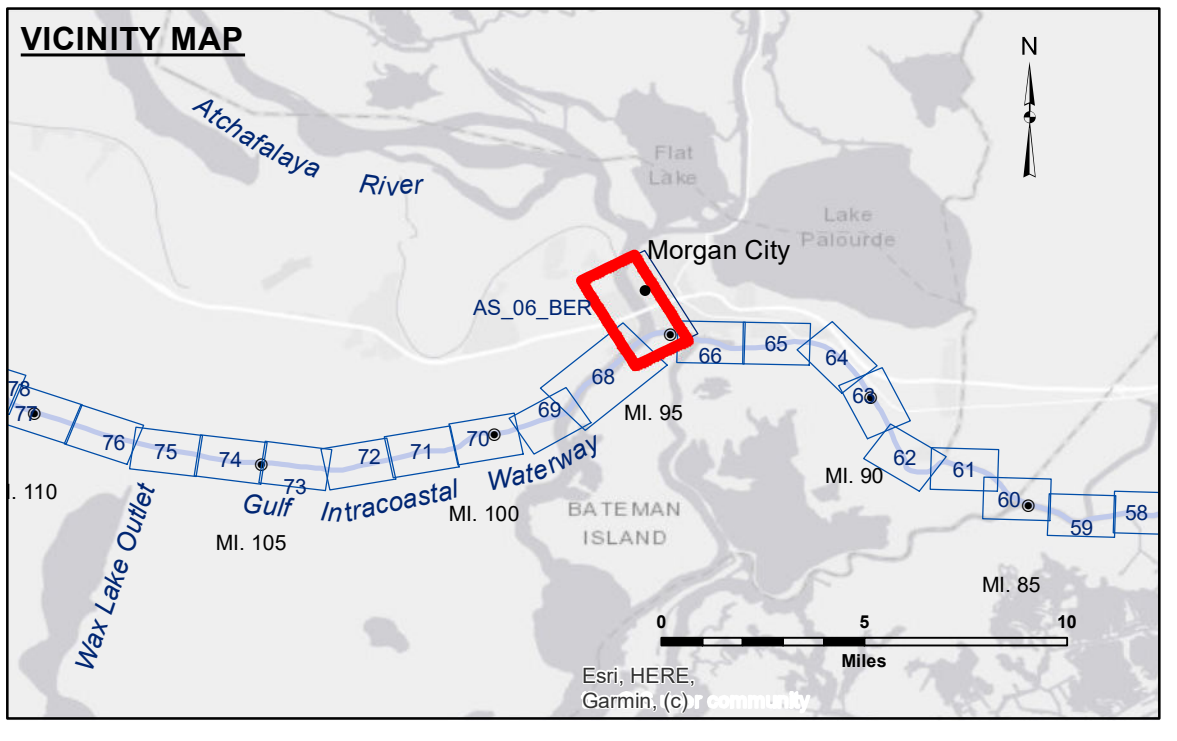 VICINITY MAP
N
Atchafalaya
River
Flat
Lake
Lake
Palourde
Morgan City
AS_06_BER
66
65
64
63
62
61
60
59
58
68
69
70
71
72
73
74
75
76
77
78
MI. 95
MI. 90
MI. 85
MI. 100
MI. 105
. 110
Gulf
Intracoastal
Waterway
Wax Lake Outlet
BATEMAN
ISLAND
0 5 10
Miles
Esri, HERE,
Garmin, (c) r community